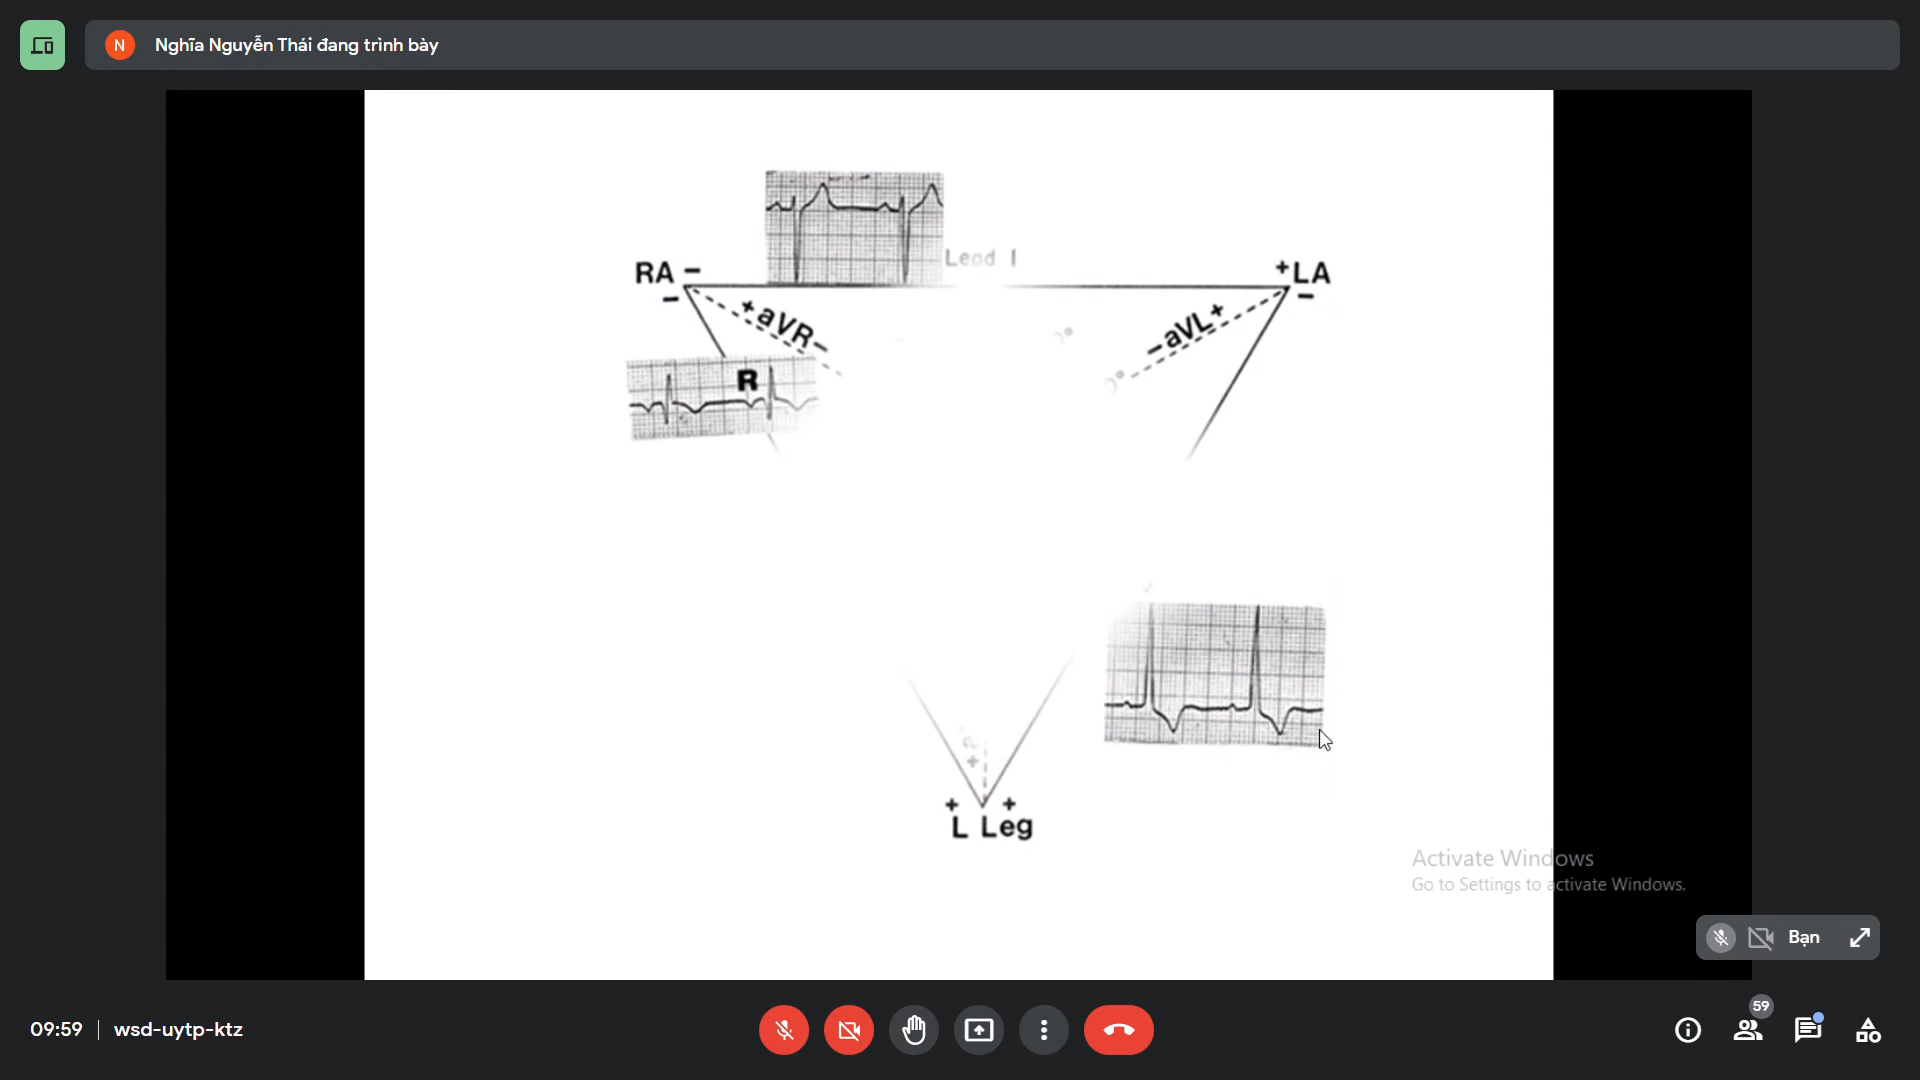 N Nghĩa Nguyễn Thái đang trình bày
Lead I
RA − + LA
− −
+ aVR − − aVL+
R
+
+ +
L Leg
Activate Windows
Go to Settings to activate Windows.
Bạn
59
09:59 | wsd-uytp-ktz